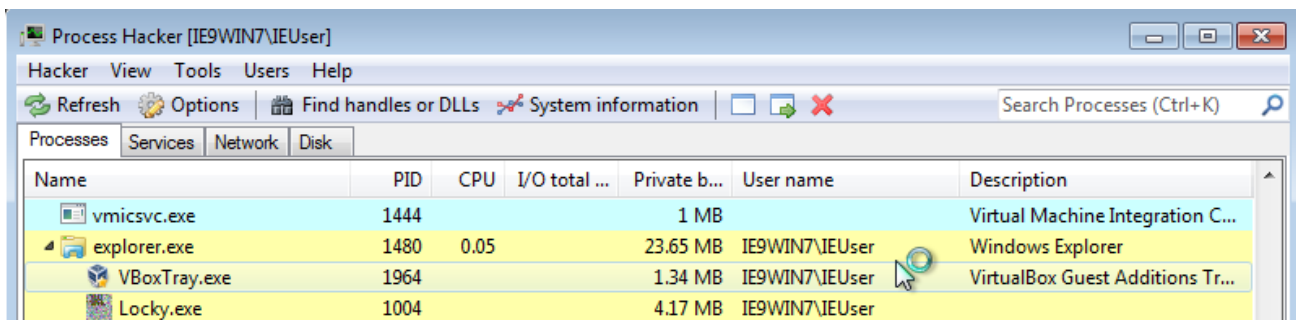 Process Hacker [IE9WIN7\IEUser]
Hacker View Tools Users Help
Refresh Options Find handles or DLLs System information Search Processes (Ctrl+K)
Processes Services Network Disk
Name PID CPU I/O total ... Private b... User name Description
vmicsvc.exe 1444 1 MB Virtual Machine Integration C...
explorer.exe 1480 0.05 23.65 MB IE9WIN7\IEUser Windows Explorer
VBoxTray.exe 1964 1.34 MB IE9WIN7\IEUser VirtualBox Guest Additions Tr...
Locky.exe 1004 4.17 MB IE9WIN7\IEUser